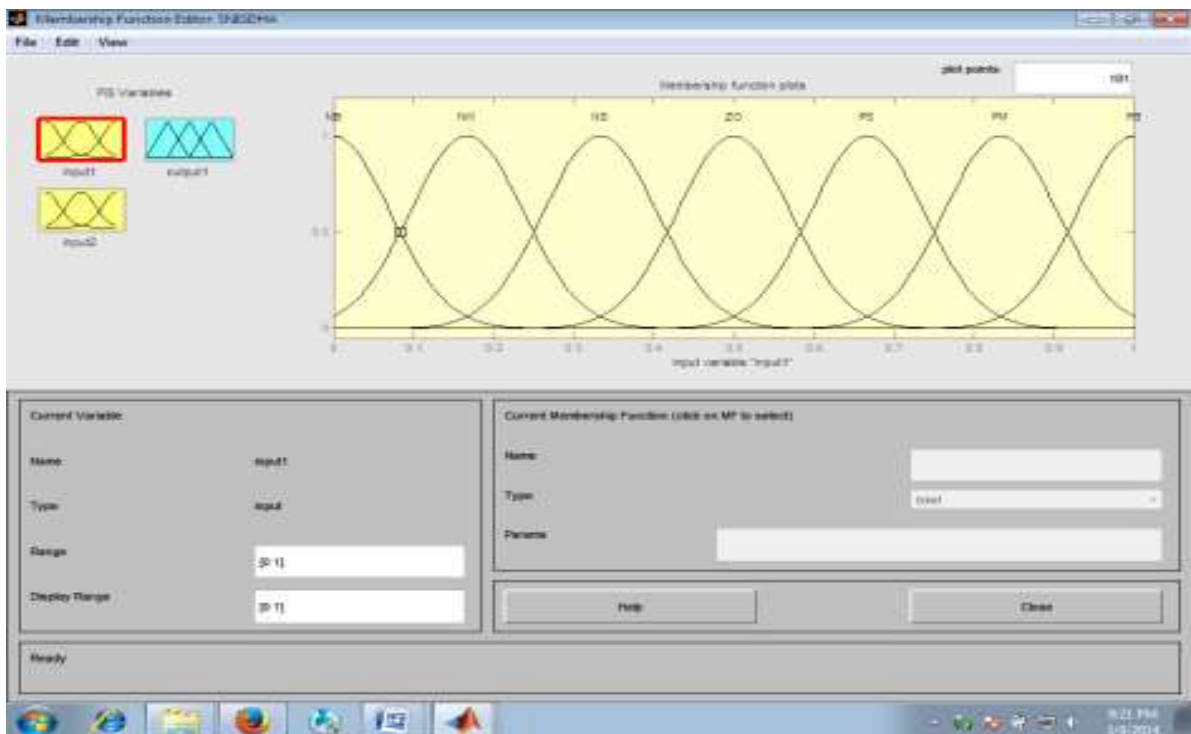 Membership Function Editor: SNESDHA
File Edit View
FIS Variables
input1
output1
input2
Membership function plots
plot points:
181
NB NM NS ZO PS PM PB
1
0.5
0
0 0.1 0.2 0.3 0.4 0.5 0.6 0.7 0.8 0.9 1
input variable "input1"
Current Variable
Name input1
Type input
Range [0 1]
Display Range [0 1]
Current Membership Function (click on MF to select)
Name
Type
Params
Help
Close
Ready
9:21 PM